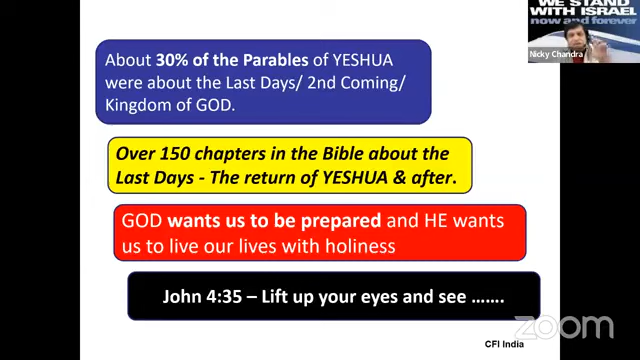 WE STAND
WITH ISRAEL
now and forever
Nicky Chandra
About 30% of the Parables of YESHUA
were about the Last Days/ 2nd Coming/
Kingdom of GOD.
Over 150 chapters in the Bible about the
Last Days - The return of YESHUA & after.
GOD wants us to be prepared and HE wants
us to live our lives with holiness
John 4:35 – Lift up your eyes and see …….
zoom
CFI India